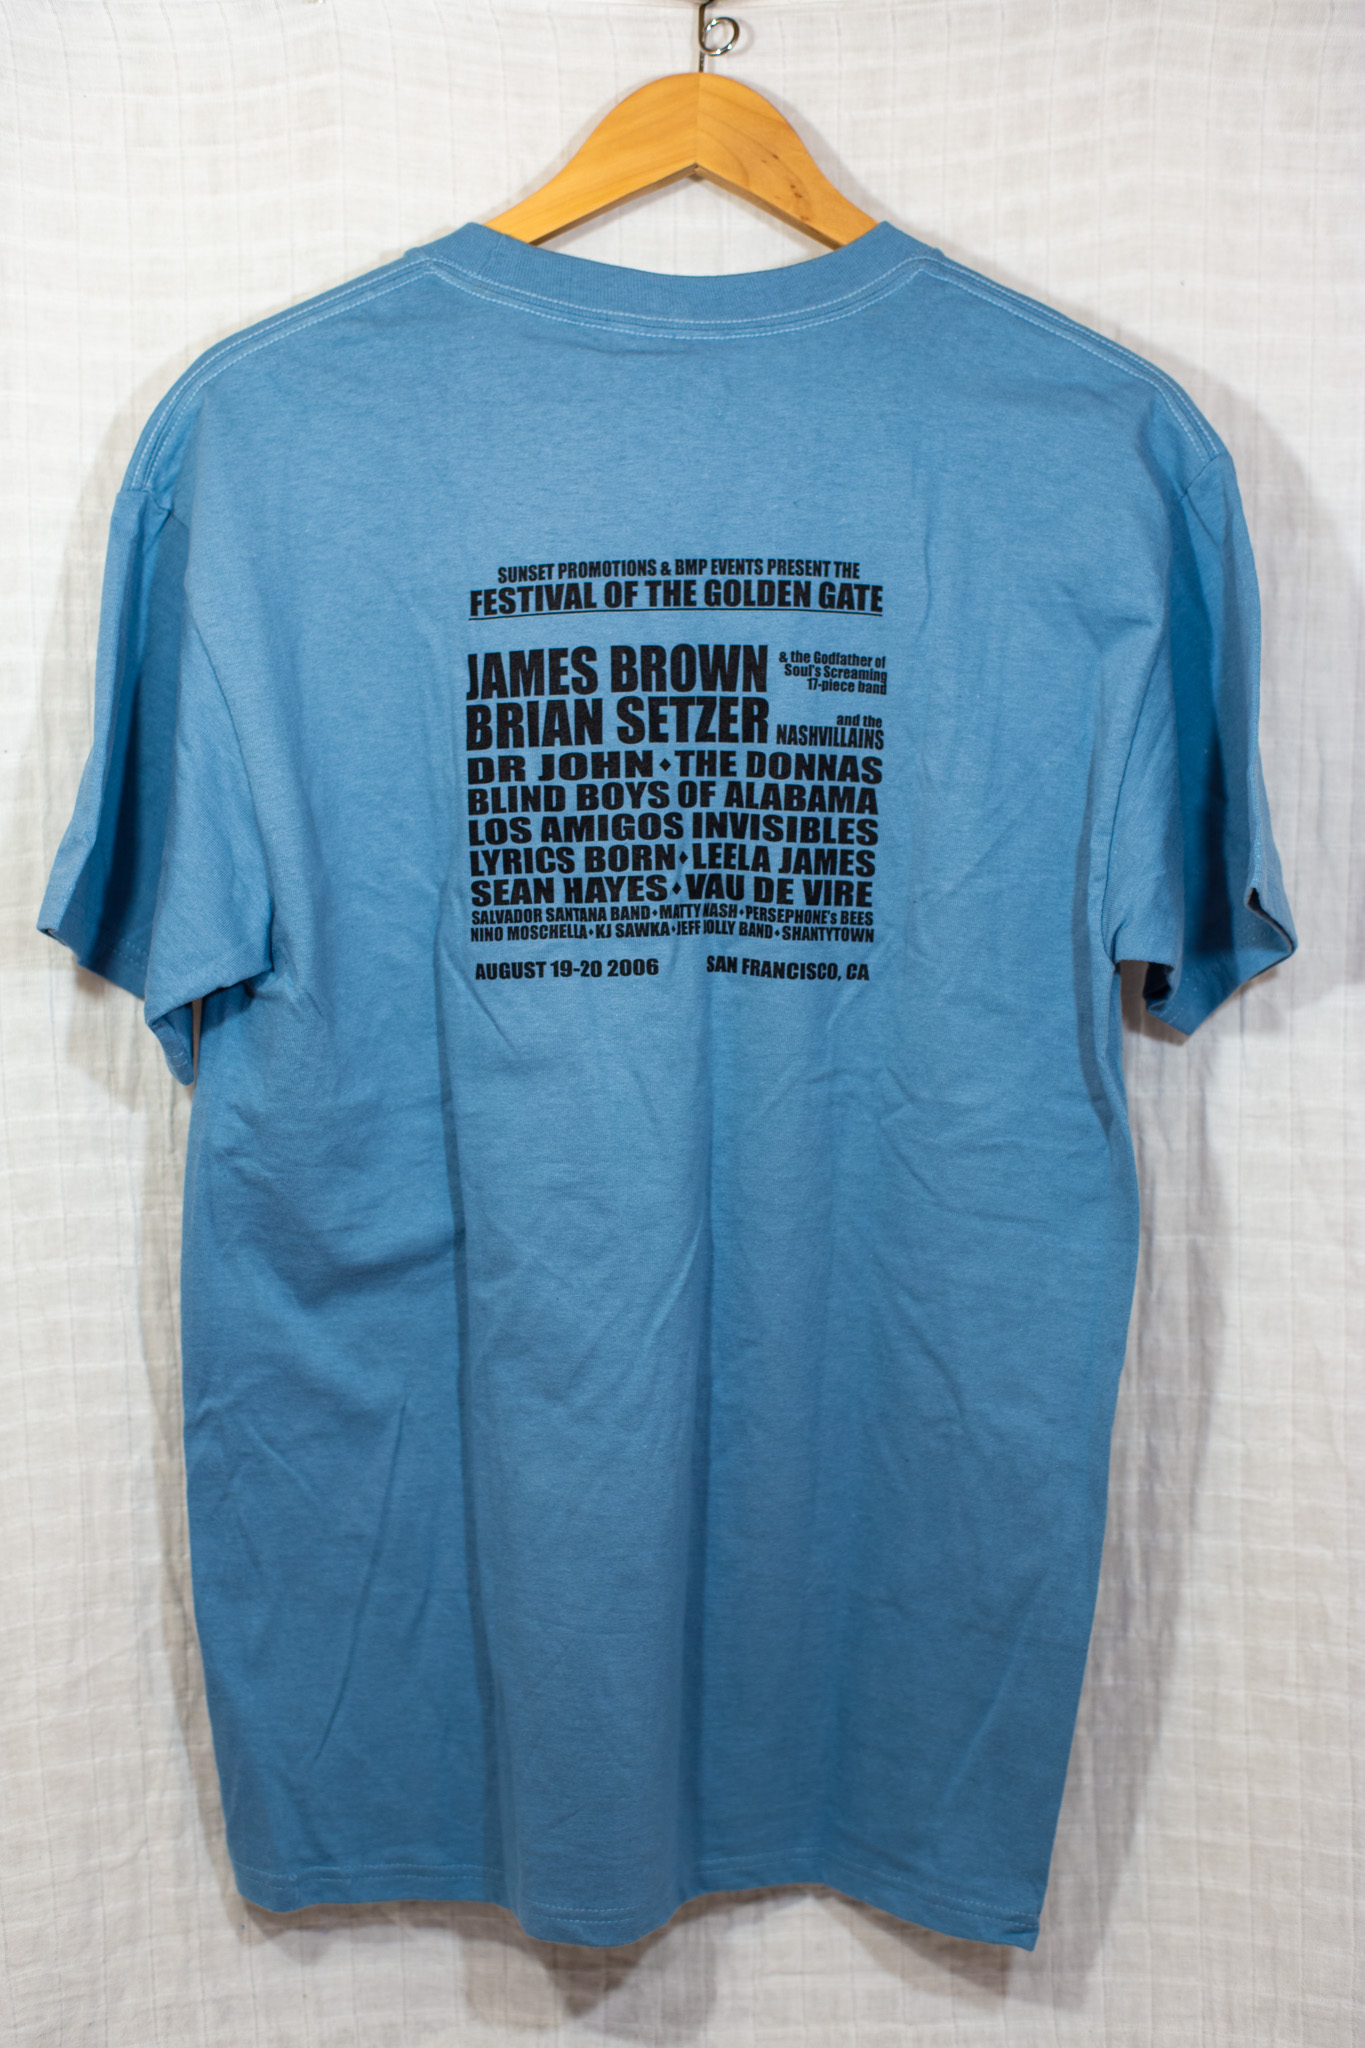 SUNSET PROMOTIONS & BMP EVENTS PRESENT THE
FESTIVAL OF THE GOLDEN GATE
JAMES BROWN & the Godfather of
Soul's Screaming
17-piece band
BRIAN SETZER and the
NASHVILLAINS
DR JOHN ♦ THE DONNAS
BLIND BOYS OF ALABAMA
LOS AMIGOS INVISIBLES
LYRICS BORN ♦ LEELA JAMES
SEAN HAYES ♦ VAU DE VIRE
SALVADOR SANTANA BAND ♦ MATTY NASH ♦ PERSEPHONE's BEES
NINO MOSCHELLA ♦ KJ SAWKA ♦ JEFF JOLLY BAND ♦ SHANTYTOWN
AUGUST 19-20 2006 SAN FRANCISCO, CA